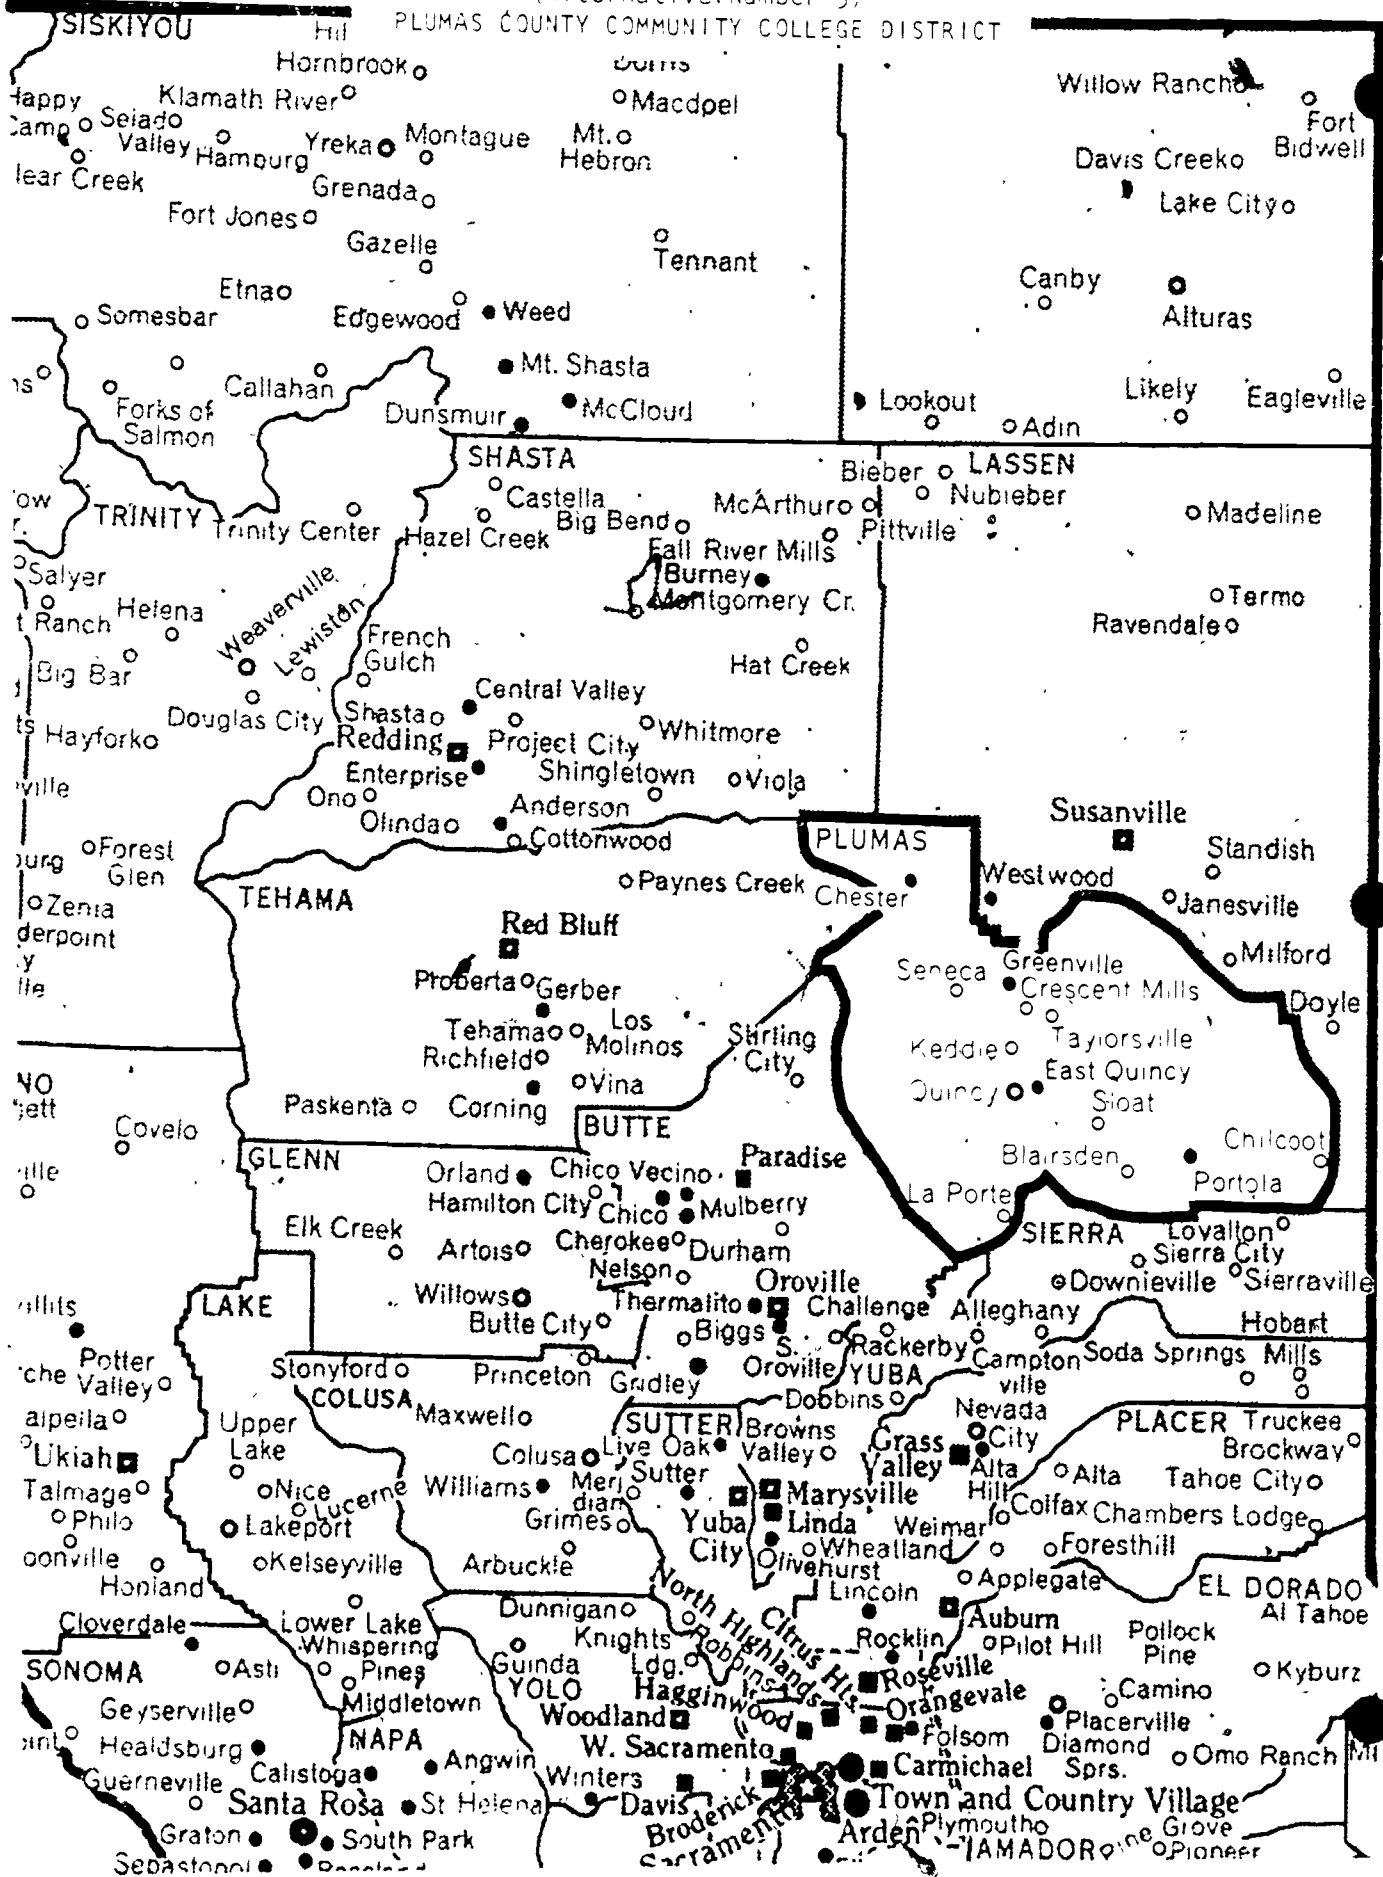 PLUMAS COUNTY COMMUNITY COLLEGE DISTRICT
SISKIYOU
Hornbrook
Klamath River
Macdoel
Willow Ranch
Happy
Camp
Seiad
Valley
Hamburg
Yreka
Montague
Mt.
Hebron
Fort
Bidwell
Davis Creek
lear Creek
Grenada
Lake City
Fort Jones
Gazelle
Tennant
Etna
Canby
Alturas
Somesbar
Edgewood
Weed
Mt. Shasta
Callahan
Forks of
Salmon
Dunsmuir
McCloud
Lookout
Adin
Likely
Eagleville
SHASTA
Bieber
LASSEN
Castella
McArthur
Nubieber
TRINITY
Trinity Center
Hazel Creek
Big Bend
Pittville
Madeline
Fall River Mills
Burney
Montgomery Cr.
Salyer
Helena
Weaverville
Lewiston
t Ranch
French
Gulch
Termo
Ravendale
Big Bar
Hat Creek
Central Valley
Douglas City
Shasta
Whitmore
Hayfork
Redding
Project City
Enterprise
Shingletown
Viola
ville
Ono
Anderson
Olinda
Cottonwood
Susanville
PLUMAS
Forest
Glen
Standish
TEHAMA
Paynes Creek
Chester
Westwood
Zenia
Janesville
derpoint
Red Bluff
Milford
Proberta
Gerber
Seneca
Greenville
Crescent Mills
Doyle
Tehama
Los
Molinos
Stirling
City
Keddie
Taylorsville
Richfield
Vina
Quincy
East Quincy
Paskenta
Corning
BUTTE
Sloat
Covelo
GLENN
Orland
Chico Vecino
Paradise
Blairsden
Chilcoot
Hamilton City
Chico
Mulberry
La Porte
Portola
Elk Creek
Artois
Cherokee
Durham
SIERRA
Loyalton
Sierra City
Nelson
Oroville
Downieville
Sierraville
LAKE
Willows
Thermalito
Challenge
Alleghany
Butte City
Biggs
S.
Oroville
Rackerby
Hobart
Mills
Potter
Valley
Stonyford
Princeton
Gridley
YUBA
Campton
ville
Soda Springs
COLUSA
Dobbins
Maxwell
SUTTER
Browns
Valley
Nevada
City
PLACER
Truckee
Upper
Lake
Colusa
Live Oak
Grass
Valley
Brockway
Ukiah
Alta
Hill
Alta
Tahoe City
Talmage
Nice
Lucerne
Williams
Meri
dian
Sutter
Marysville
Colfax
Chambers Lodge
Philo
Lakeport
Grimes
Yuba
City
Linda
Weimar
oonville
Kelseyville
Arbuckle
Olivehurst
Wheatland
Foresthill
Hopland
Lincoln
Applegate
EL DORADO
Al Tahoe
Cloverdale
Lower Lake
Dunnigan
North Highlands
Citrus Hts.
Auburn
Whispering
Pines
Knights
Ldg.
Robbins
Rocklin
Pilot Hill
Pollock
Pine
SONOMA
Asti
Guinda
YOLO
Hagginwood
Roseville
Kyburz
Geyserville
Middletown
Orangevale
Camino
NAPA
Woodland
Folsom
Placerville
Healdsburg
Angwin
W. Sacramento
Diamond
Sprs.
Omo Ranch
Guerneville
Calistoga
Winters
Carmichael
Santa Rosa
St Helena
Davis
Broderick
Town and Country Village
Graton
South Park
Sacramento
Arden
Plymouth
Grove
AMADOR
Pioneer
Sebastopol